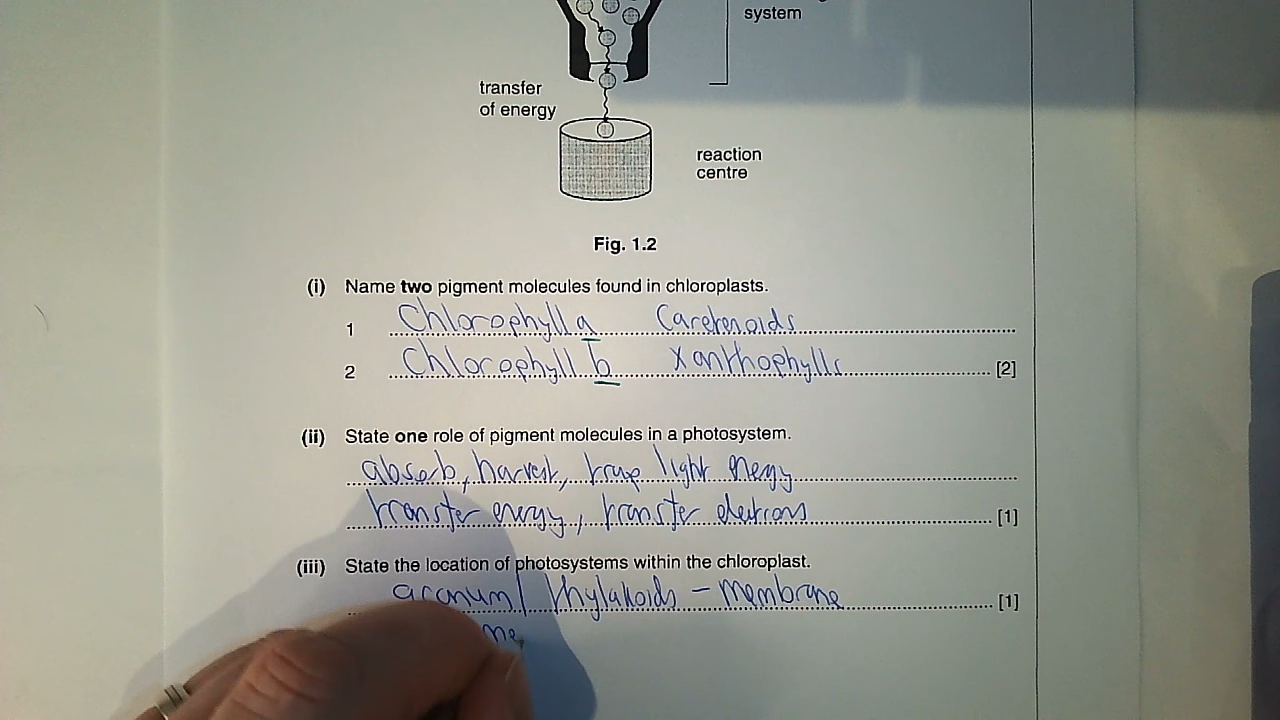 system
transfer
of energy
reaction
centre
Fig. 1.2
(i) Name two pigment molecules found in chloroplasts.
1 Chlorophyll a Carotenoids
2 Chlorophyll b Xanthophylls [2]
(ii) State one role of pigment molecules in a photosystem.
absorb, harvest, trap light energy
transfer energy, transfer electrons [1]
(iii) State the location of photosystems within the chloroplast.
granum / thylakoids - membrane [1]